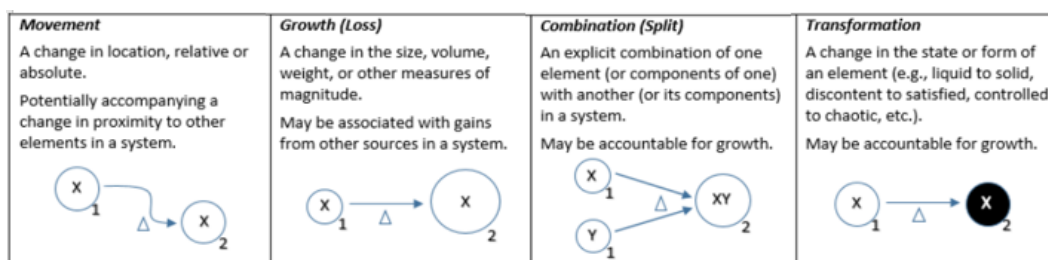 Movement
A change in location, relative or
absolute.
Potentially accompanying a
change in proximity to other
elements in a system.
X
1
Δ
X
2
Growth (Loss)
A change in the size, volume,
weight, or other measures of
magnitude.
May be associated with gains
from other sources in a system.
X
1
Δ
X
2
Combination (Split)
An explicit combination of one
element (or components of one)
with another (or its components)
in a system.
May be accountable for growth.
X
1
Y
1
Δ
XY
2
Transformation
A change in the state or form of
an element (e.g., liquid to solid,
discontent to satisfied, controlled
to chaotic, etc.).
May be accountable for growth.
X
1
Δ
X
2